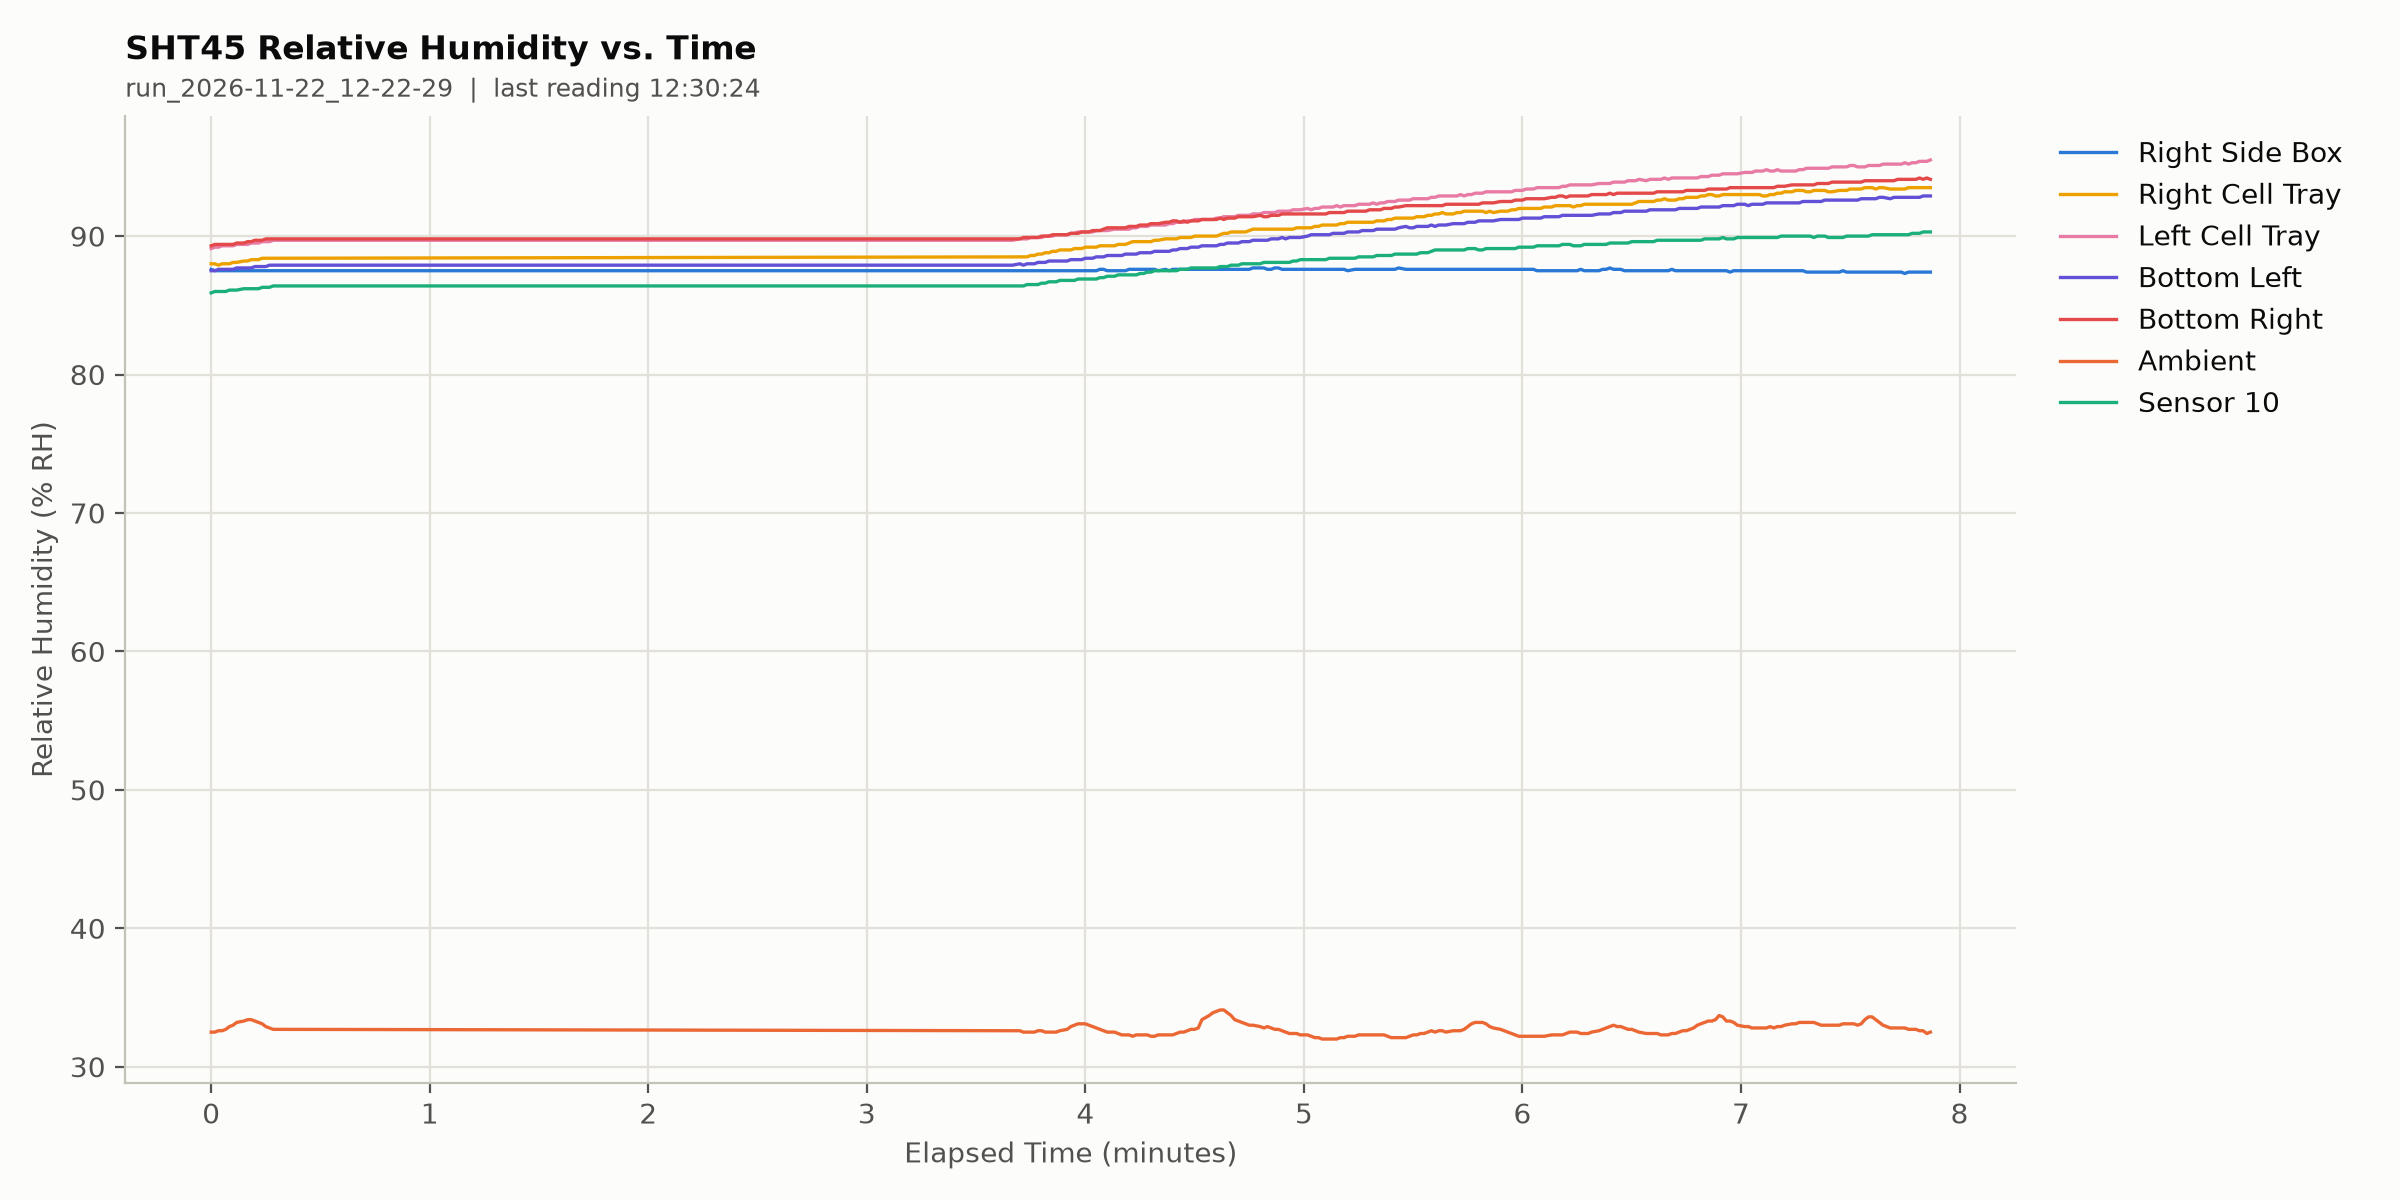 SHT45 Relative Humidity vs. Time
run_2026-11-22_12-22-29 | last reading 12:30:24
Relative Humidity (% RH)
90
80
70
60
50
40
30
0 1 2 3 4 5 6 7 8
Elapsed Time (minutes)
Right Side Box
Right Cell Tray
Left Cell Tray
Bottom Left
Bottom Right
Ambient
Sensor 10